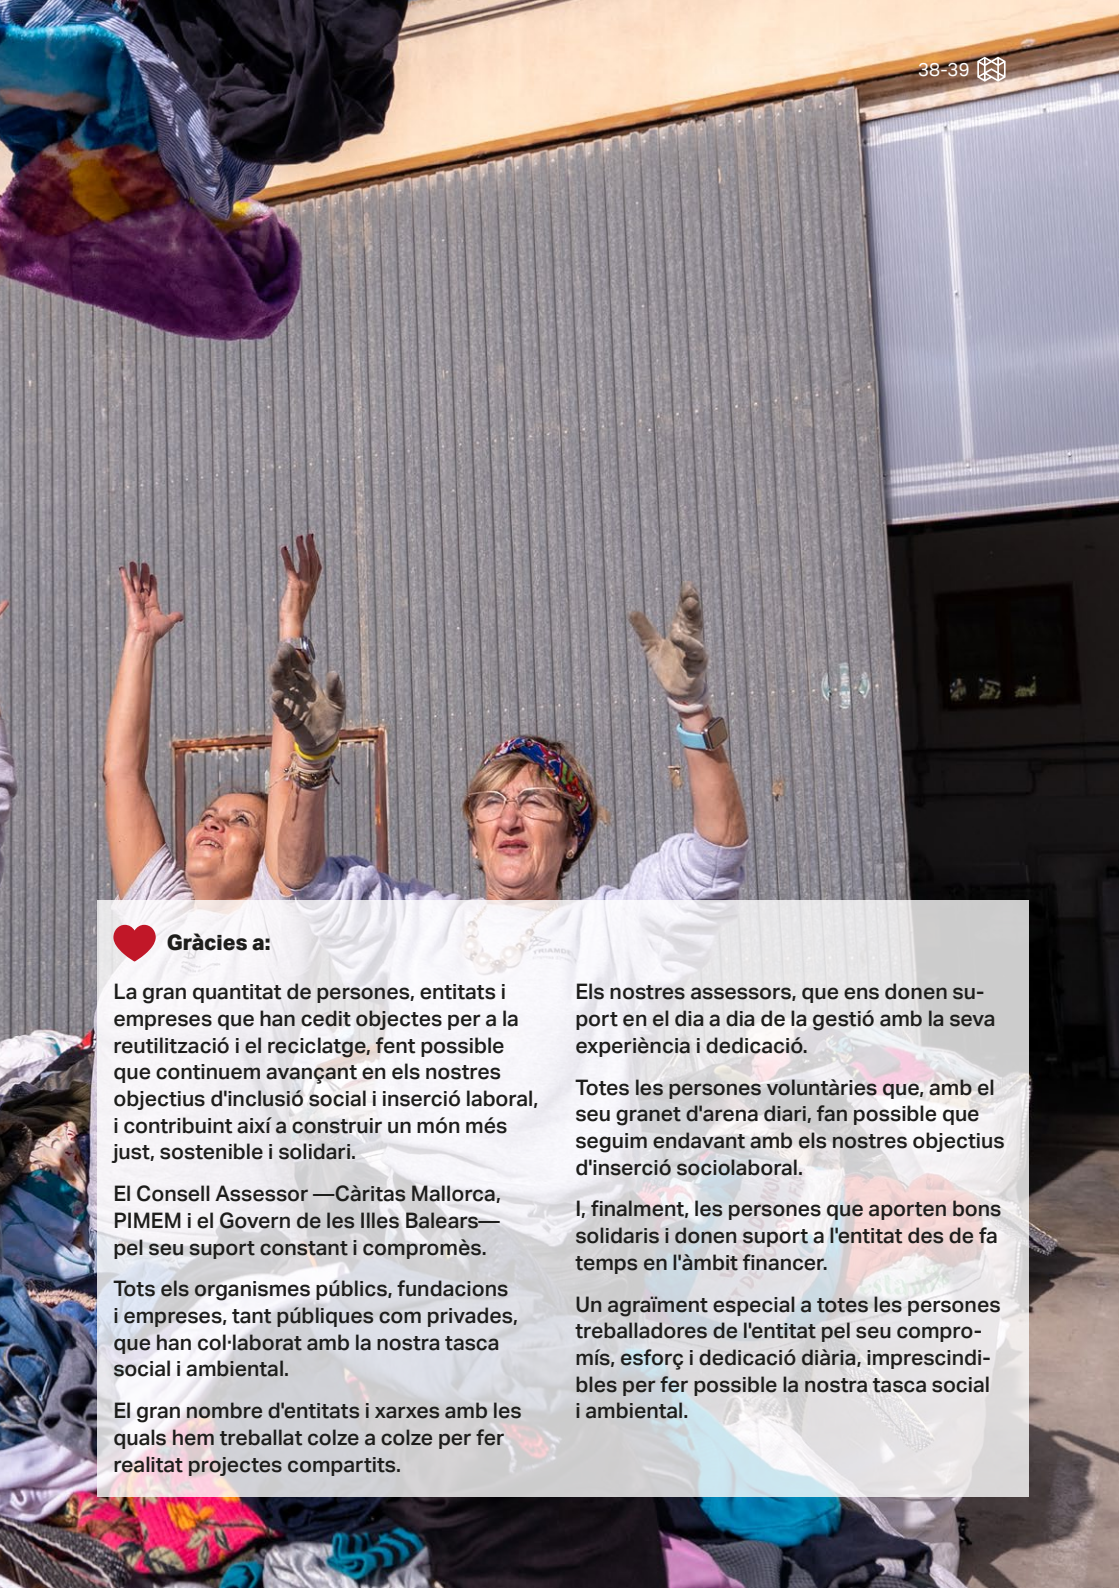 38-39
Gràcies a:
La gran quantitat de persones, entitats i
empreses que han cedit objectes per a la
reutilització i el reciclatge, fent possible
que continuem avançant en els nostres
objectius d'inclusió social i inserció laboral,
i contribuint així a construir un món més
just, sostenible i solidari.
El Consell Assessor —Càritas Mallorca,
PIMEM i el Govern de les Illes Balears—
pel seu suport constant i compromès.
Tots els organismes públics, fundacions
i empreses, tant públiques com privades,
que han col·laborat amb la nostra tasca
social i ambiental.
El gran nombre d'entitats i xarxes amb les
quals hem treballat colze a colze per fer
realitat projectes compartits.
Els nostres assessors, que ens donen su-
port en el dia a dia de la gestió amb la seva
experiència i dedicació.
Totes les persones voluntàries que, amb el
seu granet d'arena diari, fan possible que
seguim endavant amb els nostres objectius
d'inserció sociolaboral.
I, finalment, les persones que aporten bons
solidaris i donen suport a l'entitat des de fa
temps en l'àmbit financer.
Un agraïment especial a totes les persones
treballadores de l'entitat pel seu compro-
mís, esforç i dedicació diària, imprescindi-
bles per fer possible la nostra tasca social
i ambiental.